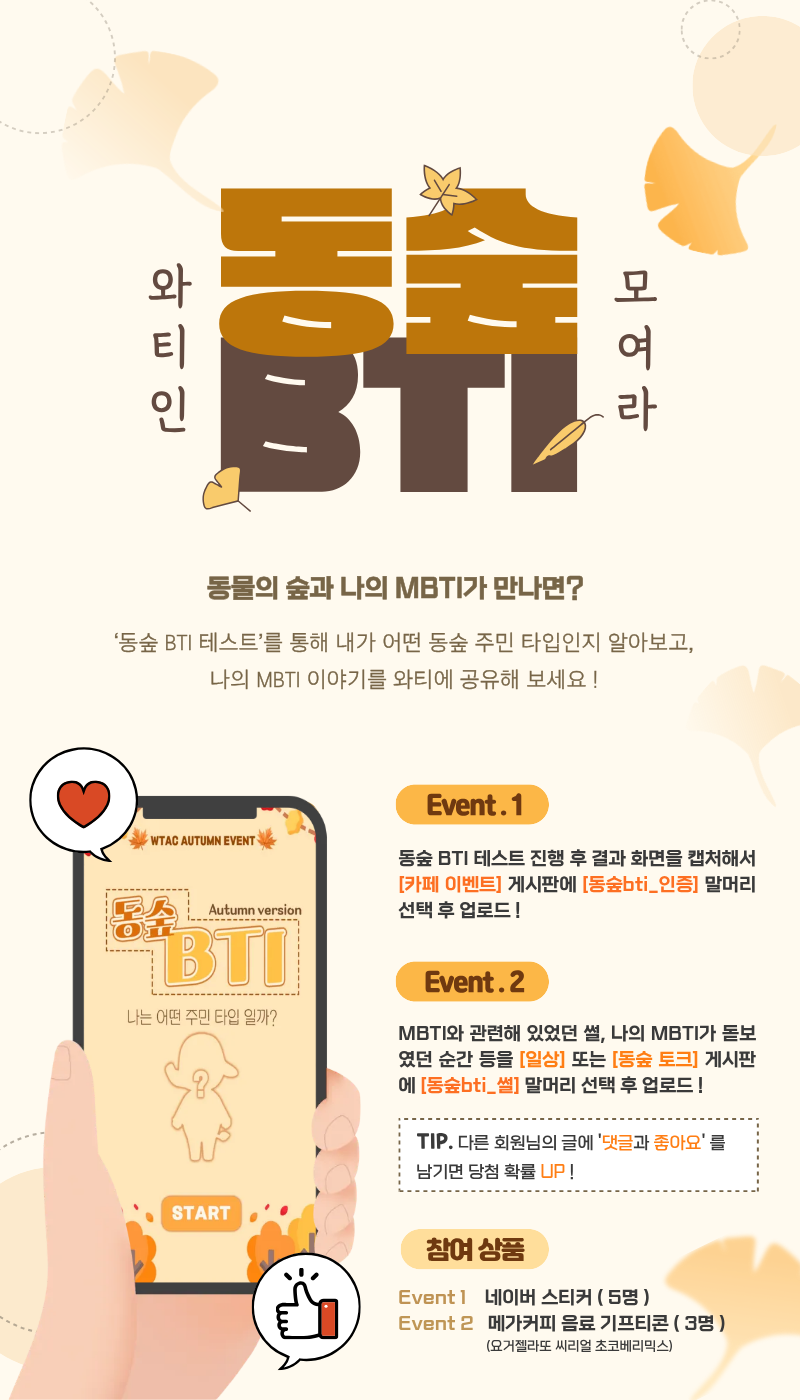 와티인
동숲
BTI
모여라
동물의 숲과 나의 MBTI가 만나면?
‘동숲 BTI 테스트’를 통해 내가 어떤 동숲 주민 타입인지 알아보고,
나의 MBTI 이야기를 와티에 공유해 보세요 !
WTAC AUTUMN EVENT
동숲
Autumn version
BTI
나는 어떤 주민 타입 일까?
?
START
Event . 1
동숲 BTI 테스트 진행 후 결과 화면을 캡처해서
[카페 이벤트] 게시판에 [동숲bti_인증] 말머리
선택 후 업로드 !
Event . 2
MBTI와 관련해 있었던 썰, 나의 MBTI가 돋보
였던 순간 등을 [일상] 또는 [동숲 토크] 게시판
에 [동숲bti_썰] 말머리 선택 후 업로드 !
TIP. 다른 회원님의 글에 '댓글과 좋아요' 를
남기면 당첨 확률 UP !
참여 상품
Event 1 네이버 스티커 ( 5명 )
Event 2 메가커피 음료 기프티콘 ( 3명 )
(요거젤라또 씨리얼 초코베리믹스)